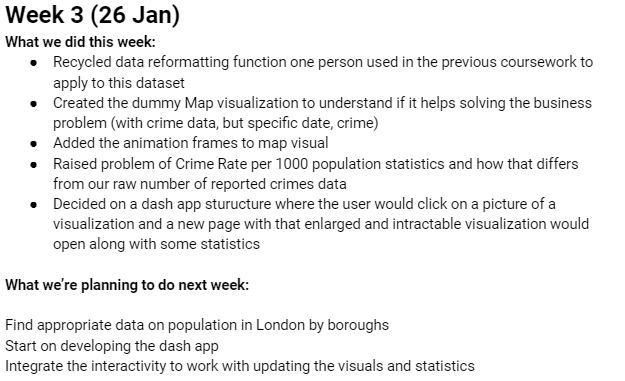 Week 3 (26 Jan)
What we did this week:
● Recycled data reformatting function one person used in the previous coursework to
apply to this dataset
● Created the dummy Map visualization to understand if it helps solving the business
problem (with crime data, but specific date, crime)
● Added the animation frames to map visual
● Raised problem of Crime Rate per 1000 population statistics and how that differs
from our raw number of reported crimes data
● Decided on a dash app sturucture where the user would click on a picture of a
visualization and a new page with that enlarged and intractable visualization would
open along with some statistics
What we’re planning to do next week:
Find appropriate data on population in London by boroughs
Start on developing the dash app
Integrate the interactivity to work with updating the visuals and statistics